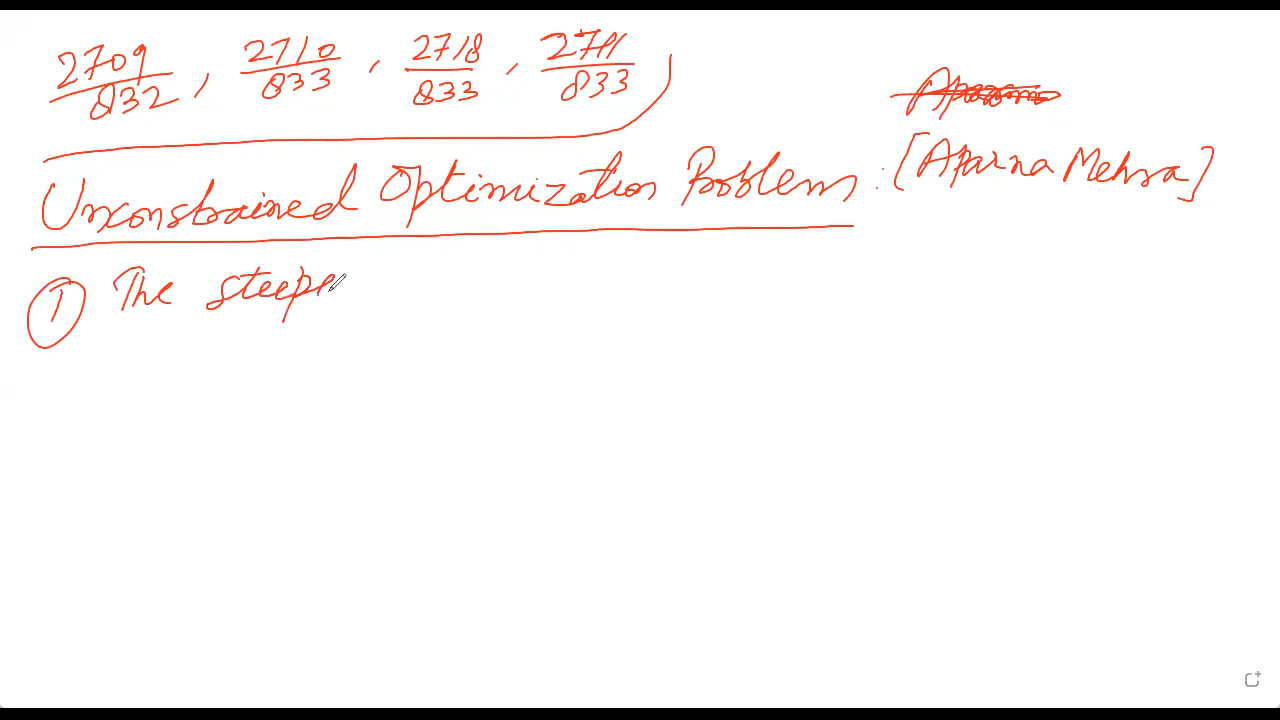 2709/832, 2710/833, 2718/833, 2711/833
Unconstrained Optimization Problem : [Aparna Mehra]
① The steepe